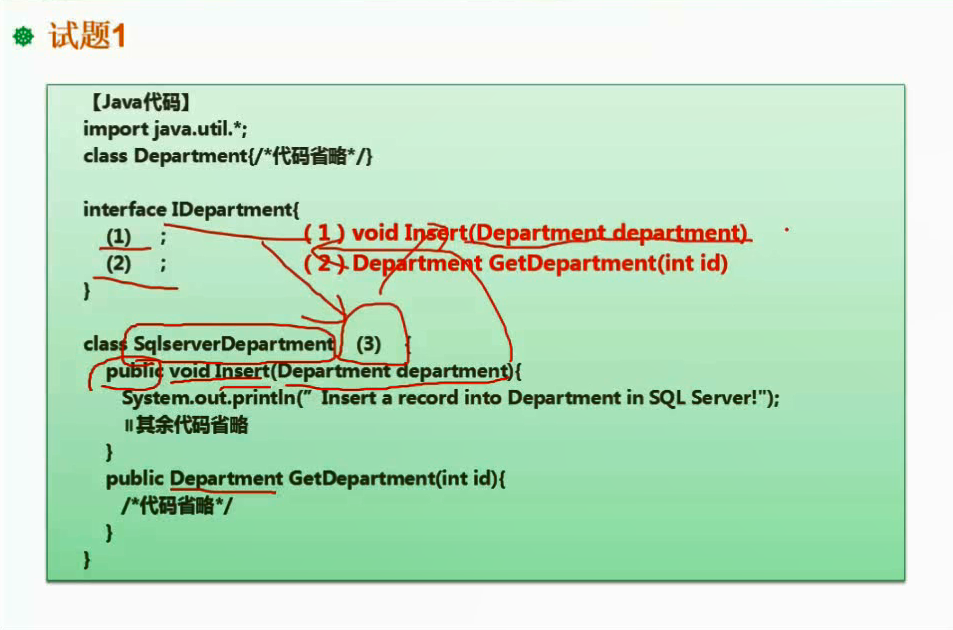 试题1
【Java代码】
import java.util.*;
class Department{/*代码省略*/}
interface IDepartment{
(1) ; (1) void Insert(Department department)
(2) ; (2) Department GetDepartment(int id)
}
class SqlserverDepartment (3) {
public void Insert(Department department){
System.out.println(” Insert a record into Department in SQL Server!");
//其余代码省略
}
public Department GetDepartment(int id){
/*代码省略*/
}
}